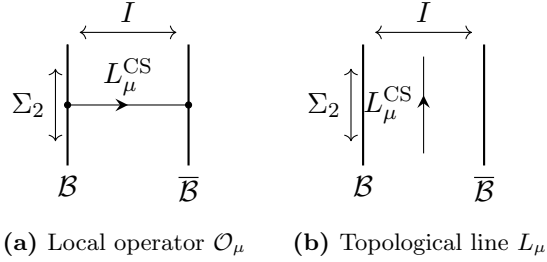 I I
L_μ^CS
Σ₂ Σ₂ L_μ^CS
ℬ ℬ̅ ℬ ℬ̅
(a) Local operator 𝒪_μ (b) Topological line L_μ